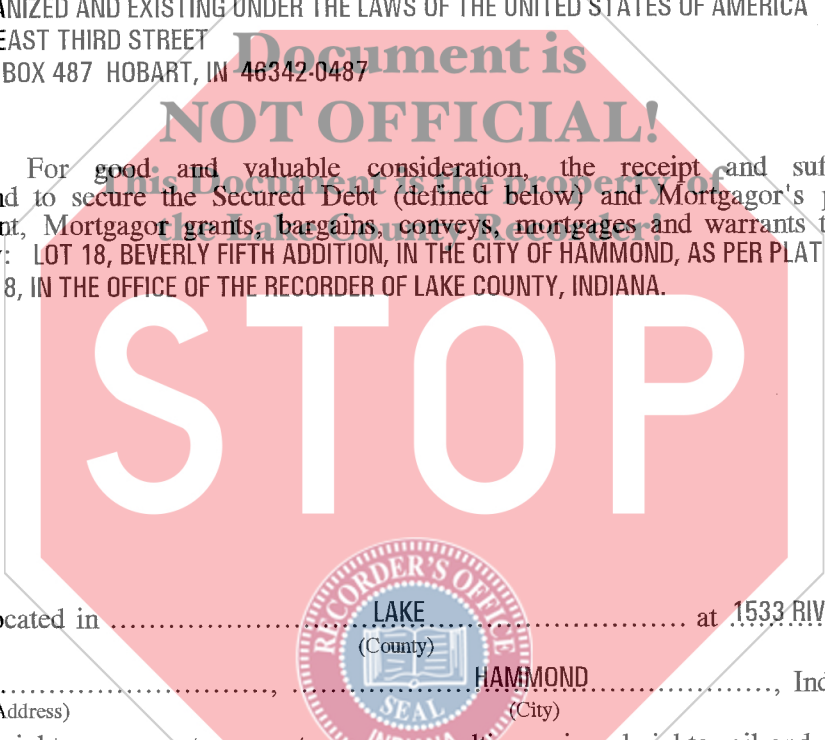 ANIZED AND EXISTING UNDER THE LAWS OF THE UNITED STATES OF AMERICA
EAST THIRD STREET
BOX 487 HOBART, IN 46342-0487
Document is
NOT OFFICIAL!
This Document is the property of
the Lake County Recorder!
For good and valuable consideration, the receipt and suf
nd to secure the Secured Debt (defined below) and Mortgagor's p
nt, Mortgagor grants, bargains, conveys, mortgages and warrants t
: LOT 18, BEVERLY FIFTH ADDITION, IN THE CITY OF HAMMOND, AS PER PLAT
8, IN THE OFFICE OF THE RECORDER OF LAKE COUNTY, INDIANA.
STOP
RECORDER'S OFFICE
SEAL
INDIANA
ocated in ........ LAKE ........ at 1533 RIV
(County)
........, ........ HAMMOND ........, Ind
Address) (City)